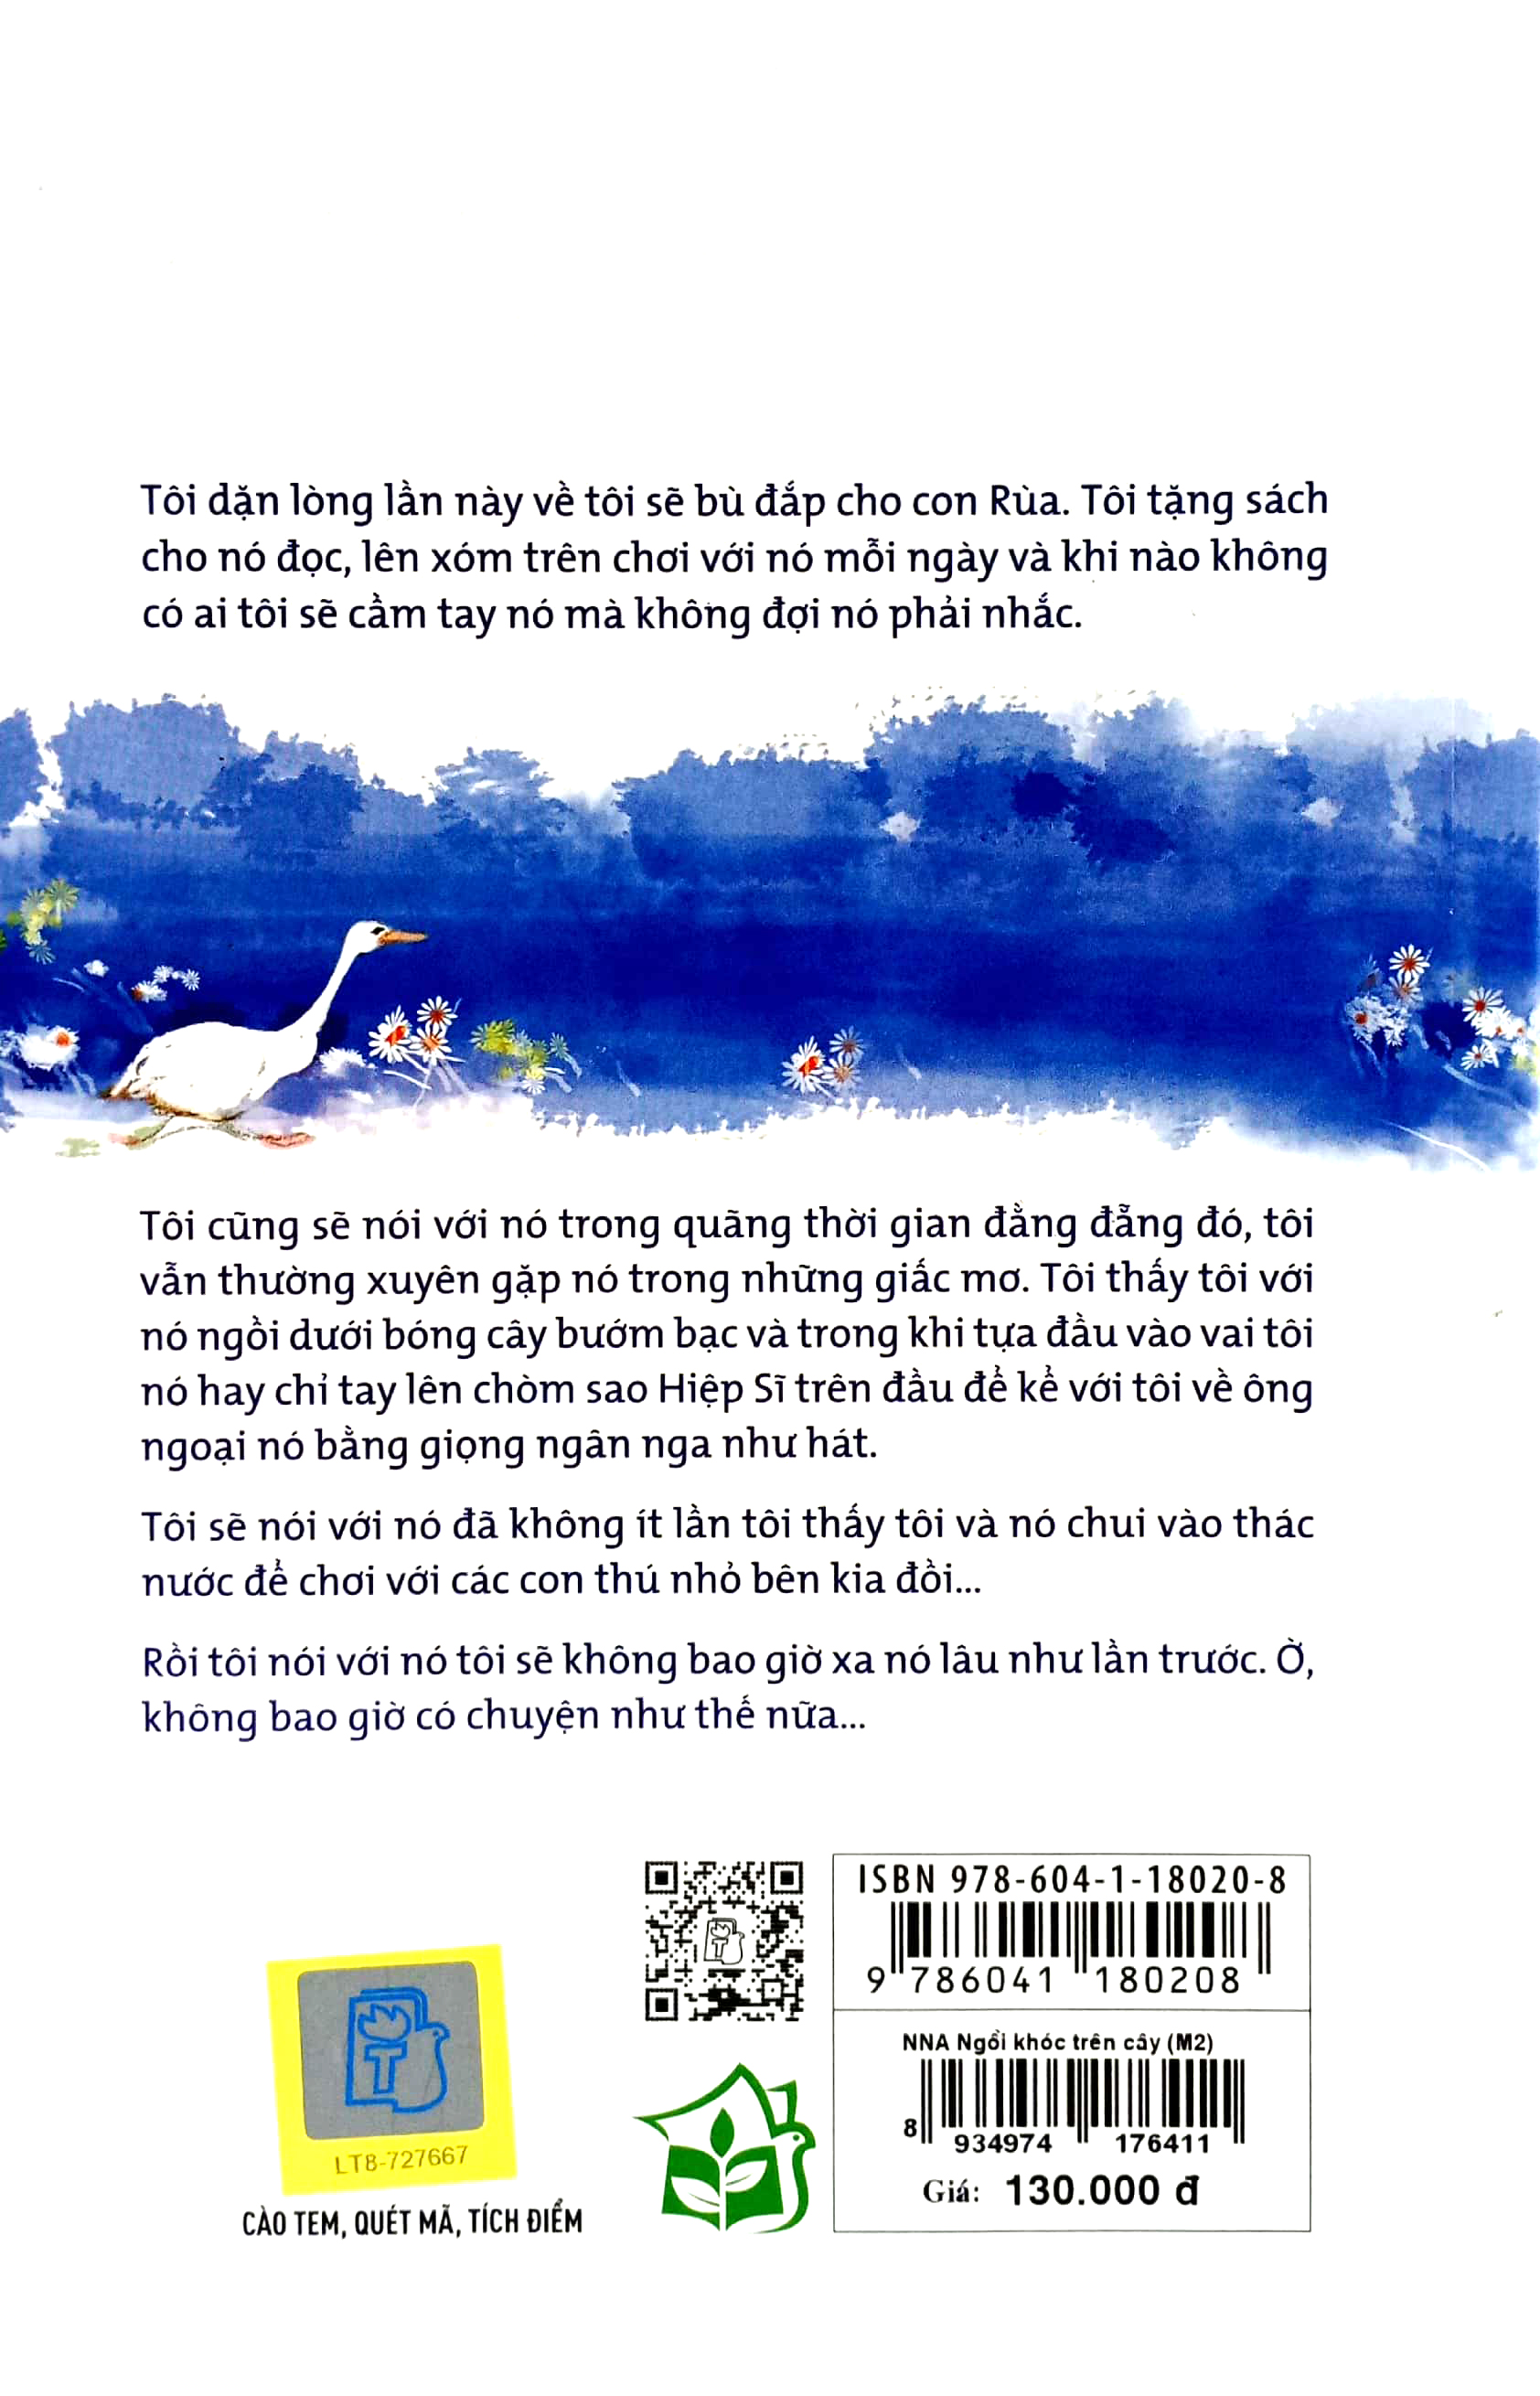 Tôi dặn lòng lần này về tôi sẽ bù đắp cho con Rùa. Tôi tặng sách
cho nó đọc, lên xóm trên chơi với nó mỗi ngày và khi nào không
có ai tôi sẽ cầm tay nó mà không đợi nó phải nhắc.
Tôi cũng sẽ nói với nó trong quãng thời gian đằng đẵng đó, tôi
vẫn thường xuyên gặp nó trong những giấc mơ. Tôi thấy tôi với
nó ngồi dưới bóng cây bướm bạc và trong khi tựa đầu vào vai tôi
nó hay chỉ tay lên chòm sao Hiệp Sĩ trên đầu để kể với tôi về ông
ngoại nó bằng giọng ngân nga như hát.
Tôi sẽ nói với nó đã không ít lần tôi thấy tôi và nó chui vào thác
nước để chơi với các con thú nhỏ bên kia đồi...
Rồi tôi nói với nó tôi sẽ không bao giờ xa nó lâu như lần trước. Ờ,
không bao giờ có chuyện như thế nữa...
T
LT8-727667
CÀO TEM, QUÉT MÃ, TÍCH ĐIỂM
T
ISBN 978-604-1-18020-8
9 786041 180208
NNA Ngồi khóc trên cây (M2)
8 934974 176411
Giá: 130.000 đ